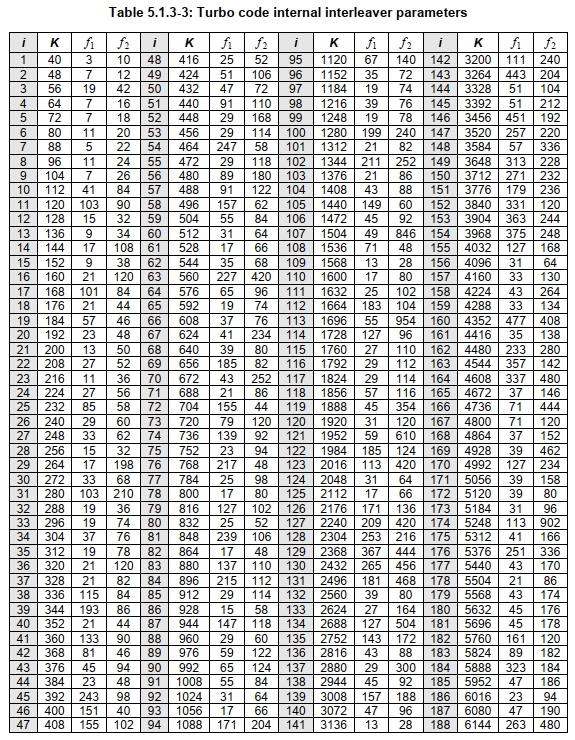 Table 5.1.3-3: Turbo code internal interleaver parameters
i K f1 f2 i K f1 f2 i K f1 f2 i K f1 f2
1 40 3 10 48 416 25 52 95 1120 67 140 142 3200 111 240
2 48 7 12 49 424 51 106 96 1152 35 72 143 3264 443 204
3 56 19 42 50 432 47 72 97 1184 19 74 144 3328 51 104
4 64 7 16 51 440 91 110 98 1216 39 76 145 3392 51 212
5 72 7 18 52 448 29 168 99 1248 19 78 146 3456 451 192
6 80 11 20 53 456 29 114 100 1280 199 240 147 3520 257 220
7 88 5 22 54 464 247 58 101 1312 21 82 148 3584 57 336
8 96 11 24 55 472 29 118 102 1344 211 252 149 3648 313 228
9 104 7 26 56 480 89 180 103 1376 21 86 150 3712 271 232
10 112 41 84 57 488 91 122 104 1408 43 88 151 3776 179 236
11 120 103 90 58 496 157 62 105 1440 149 60 152 3840 331 120
12 128 15 32 59 504 55 84 106 1472 45 92 153 3904 363 244
13 136 9 34 60 512 31 64 107 1504 49 846 154 3968 375 248
14 144 17 108 61 528 17 66 108 1536 71 48 155 4032 127 168
15 152 9 38 62 544 35 68 109 1568 13 28 156 4096 31 64
16 160 21 120 63 560 227 420 110 1600 17 80 157 4160 33 130
17 168 101 84 64 576 65 96 111 1632 25 102 158 4224 43 264
18 176 21 44 65 592 19 74 112 1664 183 104 159 4288 33 134
19 184 57 46 66 608 37 76 113 1696 55 954 160 4352 477 408
20 192 23 48 67 624 41 234 114 1728 127 96 161 4416 35 138
21 200 13 50 68 640 39 80 115 1760 27 110 162 4480 233 280
22 208 27 52 69 656 185 82 116 1792 29 112 163 4544 357 142
23 216 11 36 70 672 43 252 117 1824 29 114 164 4608 337 480
24 224 27 56 71 688 21 86 118 1856 57 116 165 4672 37 146
25 232 85 58 72 704 155 44 119 1888 45 354 166 4736 71 444
26 240 29 60 73 720 79 120 120 1920 31 120 167 4800 71 120
27 248 33 62 74 736 139 92 121 1952 59 610 168 4864 37 152
28 256 15 32 75 752 23 94 122 1984 185 124 169 4928 39 462
29 264 17 198 76 768 217 48 123 2016 113 420 170 4992 127 234
30 272 33 68 77 784 25 98 124 2048 31 64 171 5056 39 158
31 280 103 210 78 800 17 80 125 2112 17 66 172 5120 39 80
32 288 19 36 79 816 127 102 126 2176 171 136 173 5184 31 96
33 296 19 74 80 832 25 52 127 2240 209 420 174 5248 113 902
34 304 37 76 81 848 239 106 128 2304 253 216 175 5312 41 166
35 312 19 78 82 864 17 48 129 2368 367 444 176 5376 251 336
36 320 21 120 83 880 137 110 130 2432 265 456 177 5440 43 170
37 328 21 82 84 896 215 112 131 2496 181 468 178 5504 21 86
38 336 115 84 85 912 29 114 132 2560 39 80 179 5568 43 174
39 344 193 86 86 928 15 58 133 2624 27 164 180 5632 45 176
40 352 21 44 87 944 147 118 134 2688 127 504 181 5696 45 178
41 360 133 90 88 960 29 60 135 2752 143 172 182 5760 161 120
42 368 81 46 89 976 59 122 136 2816 43 88 183 5824 89 182
43 376 45 94 90 992 65 124 137 2880 29 300 184 5888 323 184
44 384 23 48 91 1008 55 84 138 2944 45 92 185 5952 47 186
45 392 243 98 92 1024 31 64 139 3008 157 188 186 6016 23 94
46 400 151 40 93 1056 17 66 140 3072 47 96 187 6080 47 190
47 408 155 102 94 1088 171 204 141 3136 13 28 188 6144 263 480